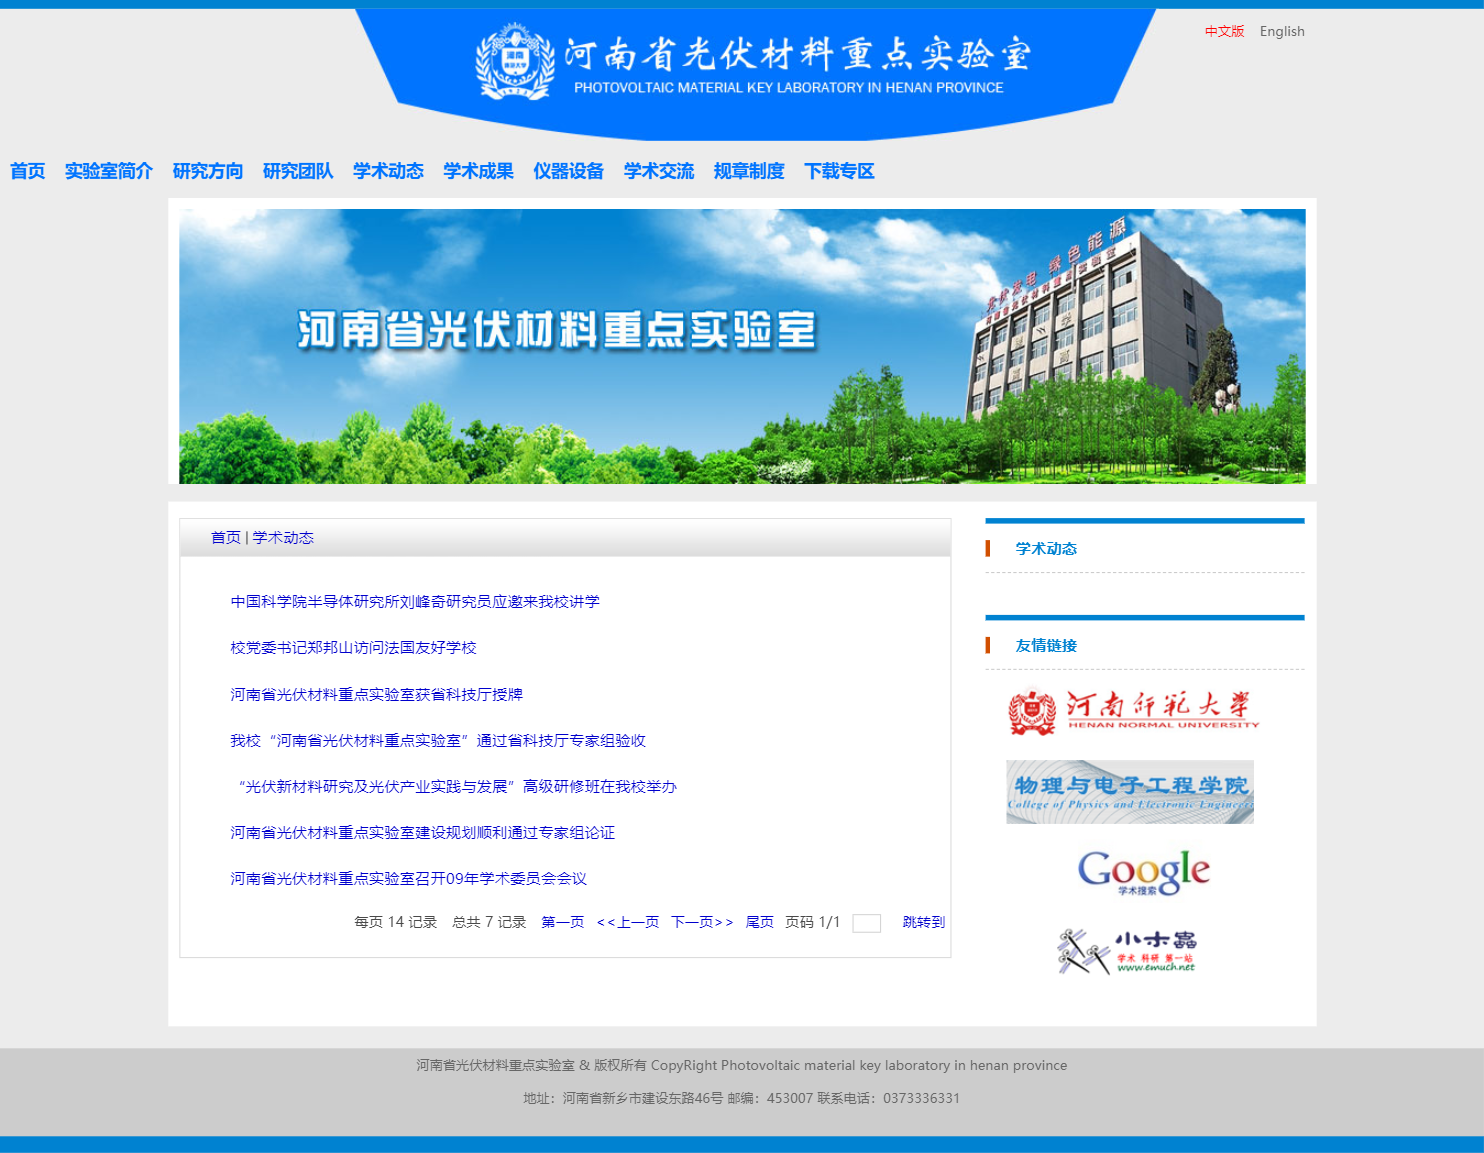 河南省光伏材料重点实验室
PHOTOVOLTAIC MATERIAL KEY LABORATORY IN HENAN PROVINCE
中文版 English
首页 实验室简介 研究方向 研究团队 学术动态 学术成果 仪器设备 学术交流 规章制度 下载专区
光伏发电 绿色能源
河南省光伏材料重点实验室
河南省光伏材料重点实验室
首页 | 学术动态
中国科学院半导体研究所刘峰奇研究员应邀来我校讲学
校党委书记郑邦山访问法国友好学校
河南省光伏材料重点实验室获省科技厅授牌
我校“河南省光伏材料重点实验室”通过省科技厅专家组验收
“光伏新材料研究及光伏产业实践与发展”高级研修班在我校举办
河南省光伏材料重点实验室建设规划顺利通过专家组论证
河南省光伏材料重点实验室召开09年学术委员会会议
每页 14 记录 总共 7 记录 第一页 <<上一页 下一页>> 尾页 页码 1/1 跳转到
学术动态
友情链接
河南师范大学
HENAN NORMAL UNIVERSITY
物理与电子工程学院
College of Physics and Electronic Engineer
Google
学术搜索
小木虫
学术 科研 第一站
www.emuch.net
河南省光伏材料重点实验室 & 版权所有 CopyRight Photovoltaic material key laboratory in henan province
地址：河南省新乡市建设东路46号 邮编：453007 联系电话：0373336331